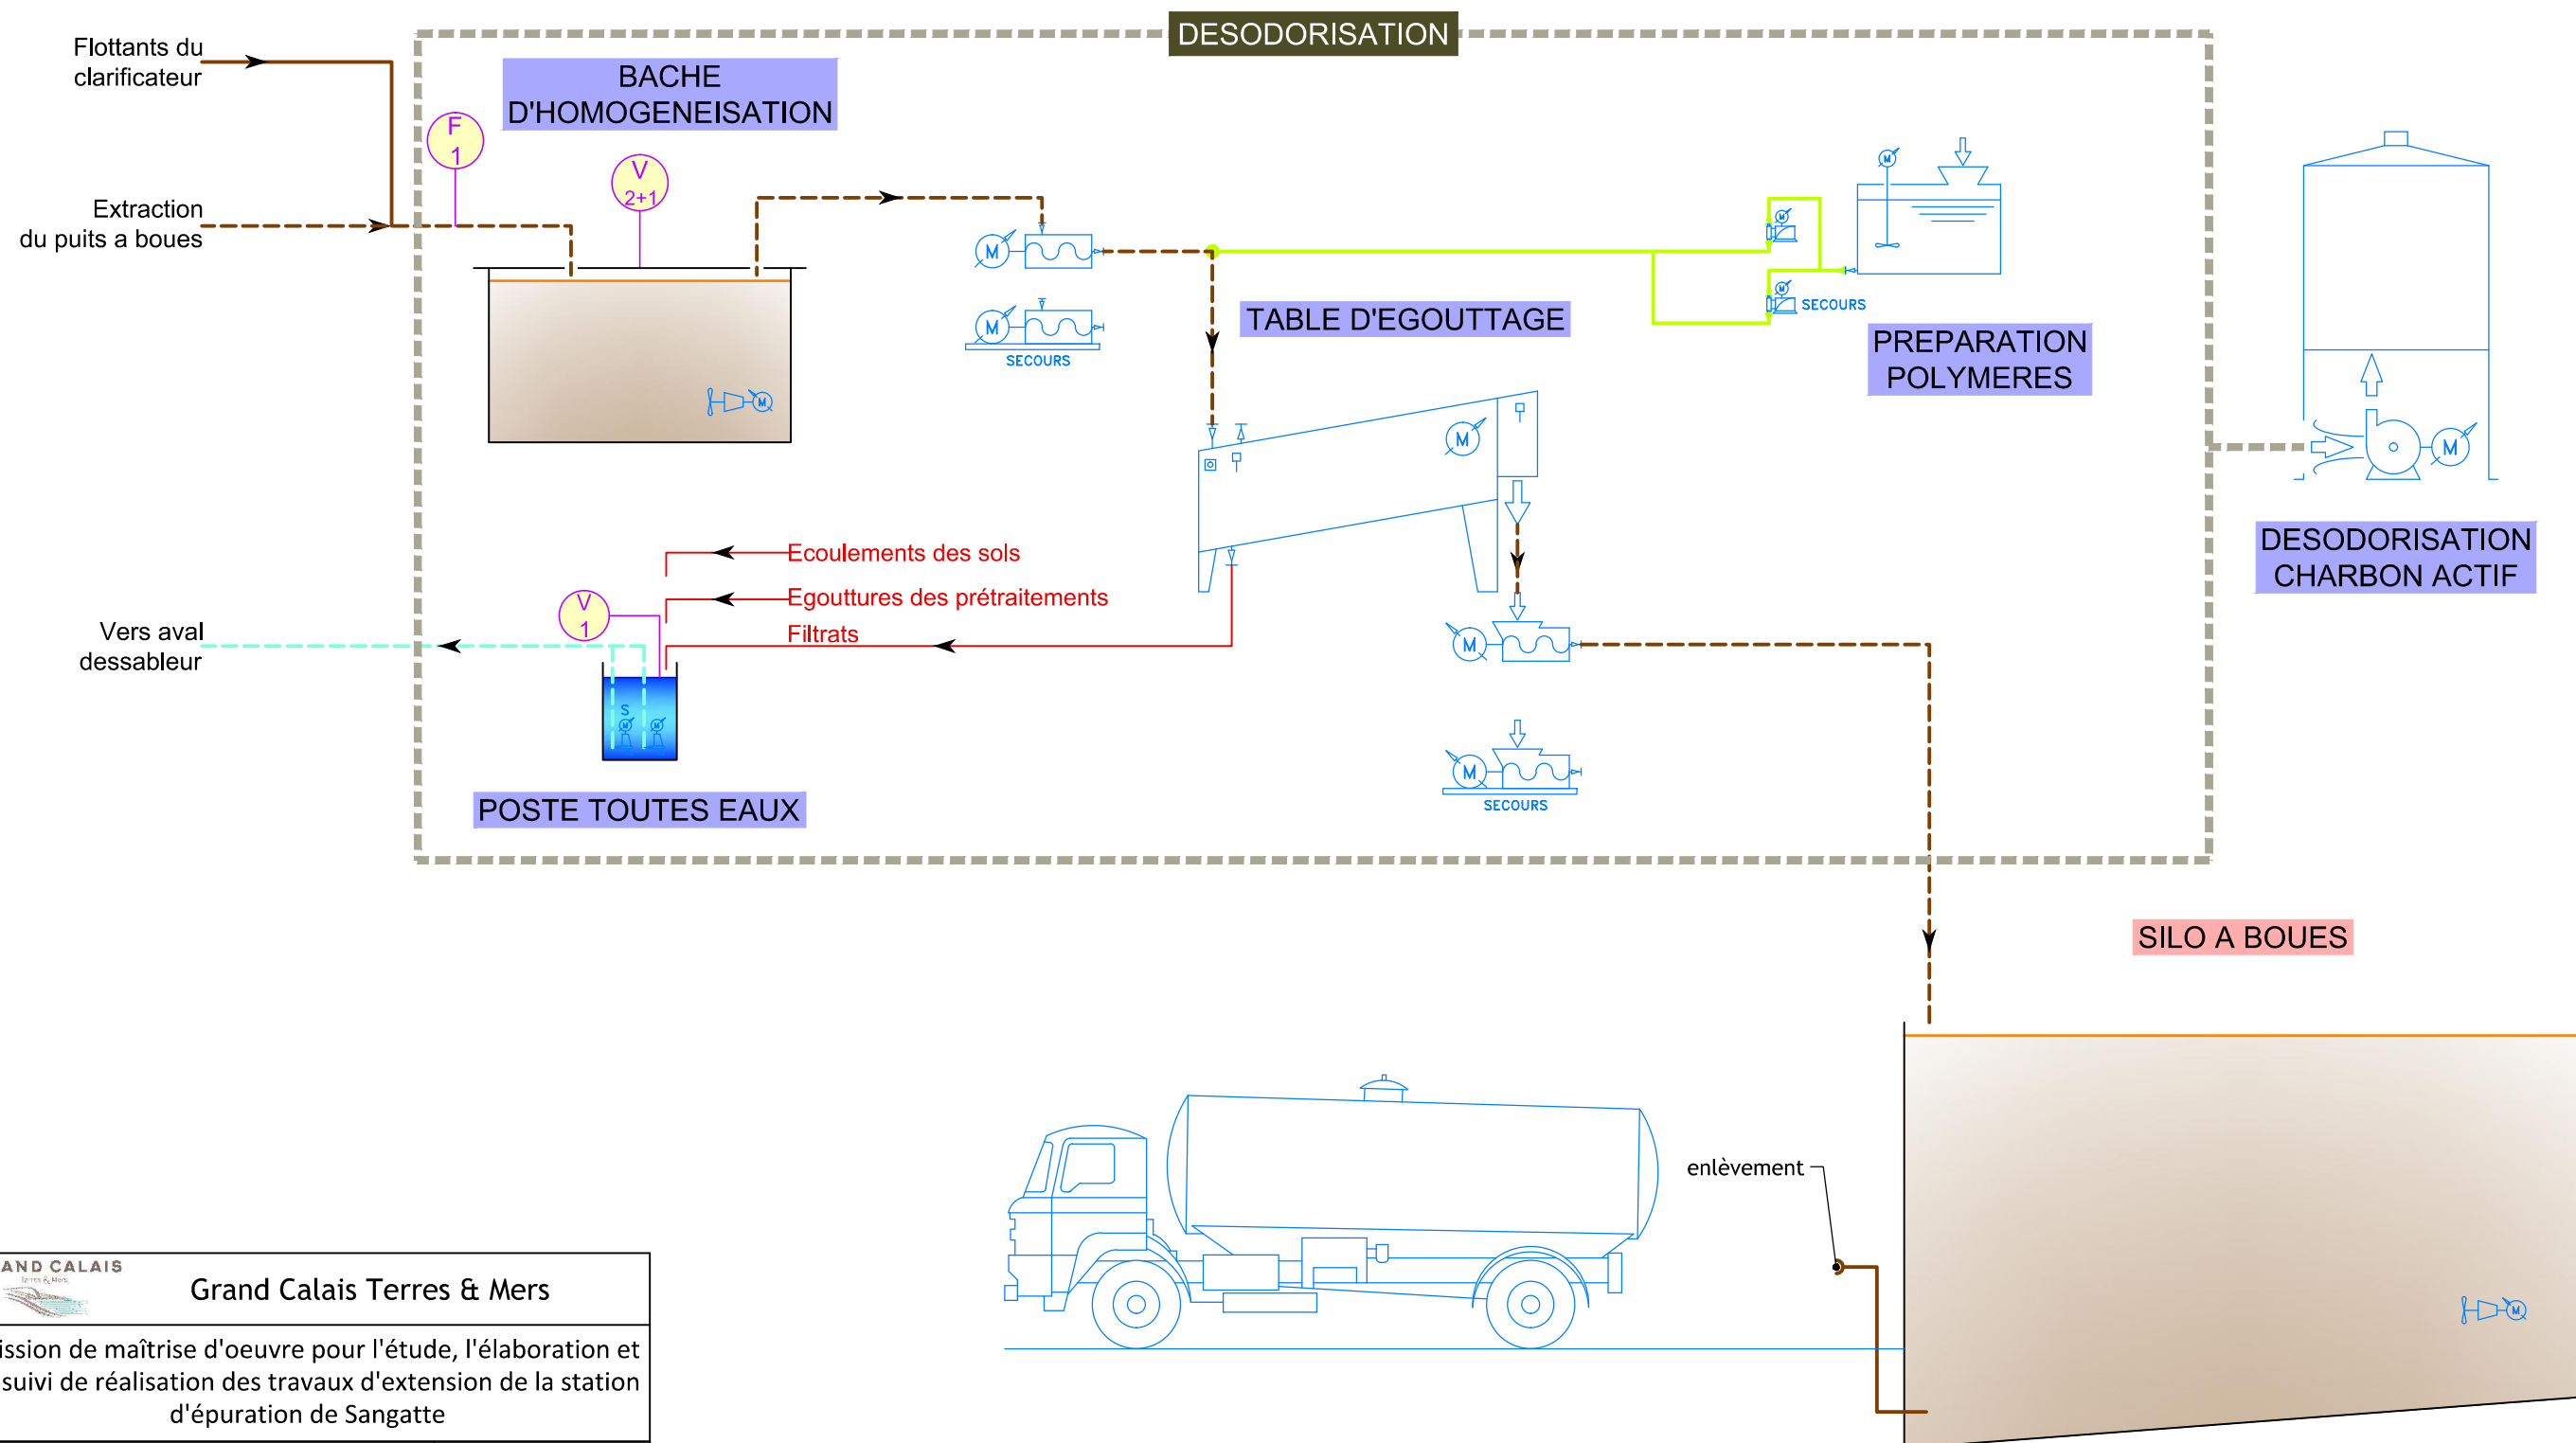 DESODORISATION
Flottants du
clarificateur
BACHE
D'HOMOGENEISATION
F
1
V
2+1
M
Extraction
du puits a boues
M
M
M
SECOURS
M
SECOURS
TABLE D'EGOUTTAGE
PREPARATION
POLYMERES
M
SECOURS
M
M
M
DESODORISATION
CHARBON ACTIF
Ecoulements des sols
Egouttures des prétraitements
Filtrats
V
1
Vers aval
dessableur
M
S
M
M
M
SECOURS
POSTE TOUTES EAUX
SILO A BOUES
enlèvement
M
AND CALAIS
Terres & Mers
Grand Calais Terres & Mers
ission de maîtrise d'oeuvre pour l'étude, l'élaboration et
suivi de réalisation des travaux d'extension de la station
d'épuration de Sangatte